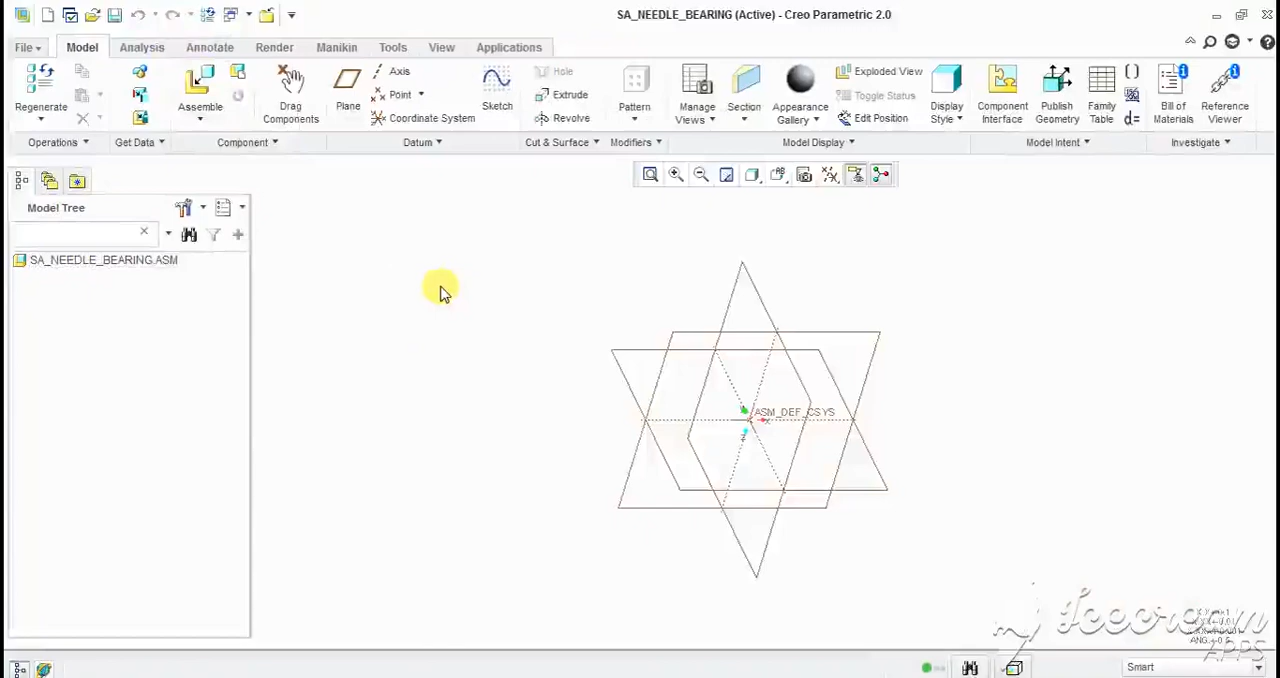 SA_NEEDLE_BEARING (Active) - Creo Parametric 2.0
File Model Analysis Annotate Render Manikin Tools View Applications
Regenerate
Assemble
Drag Components
Plane
Axis
Point
Coordinate System
Sketch
Hole
Extrude
Revolve
Pattern
Manage Views
Section
Appearance Gallery
Exploded View
Toggle Status
Edit Position
Display Style
Component Interface
Publish Geometry
Family Table
d=
Bill of Materials
Reference Viewer
Operations Get Data Component Datum Cut & Surface Modifiers Model Display Model Intent Investigate
Model Tree
SA_NEEDLE_BEARING.ASM
ASM_DEF_CSYS
X
Z
Icecream
APPS
Smart